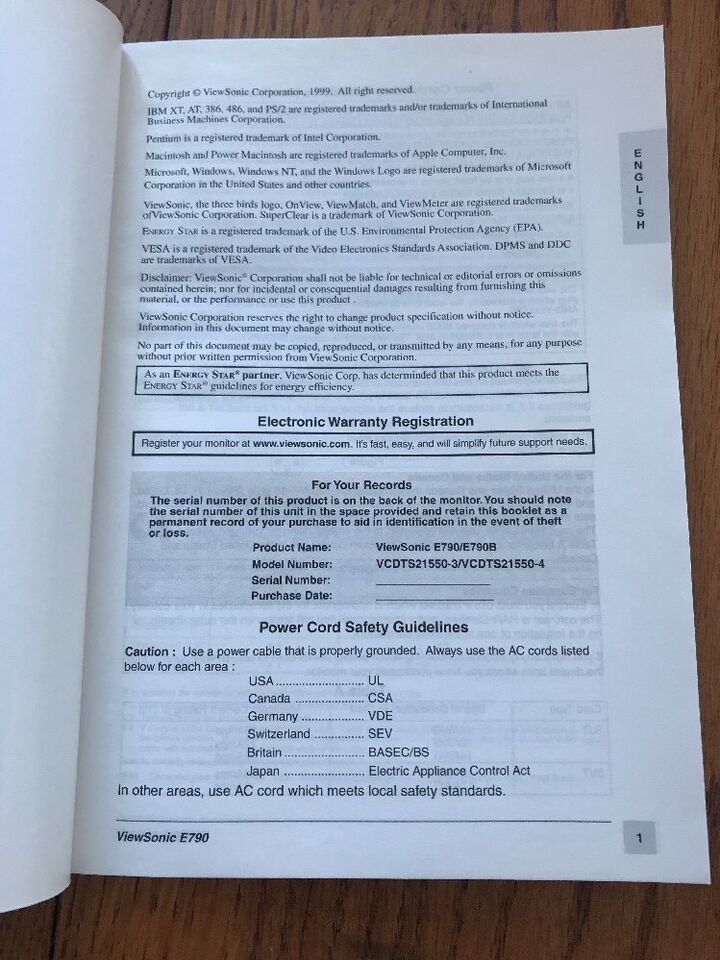 Copyright © ViewSonic Corporation, 1999. All right reserved.
IBM XT, AT, 386, 486, and PS/2 are registered trademarks and/or trademarks of International
Business Machines Corporation.
Pentium is a registered trademark of Intel Corporation.
Macintosh and Power Macintosh are registered trademarks of Apple Computer, Inc.
Microsoft, Windows, Windows NT, and the Windows Logo are registered trademarks of Microsoft
Corporation in the United States and other countries.
ViewSonic, the three birds logo, OnView, ViewMatch, and ViewMeter are registered trademarks
of ViewSonic Corporation. SuperClear is a trademark of ViewSonic Corporation.
ENERGY STAR is a registered trademark of the U.S. Environmental Protection Agency (EPA).
VESA is a registered trademark of the Video Electronics Standards Association. DPMS and DDC
are trademarks of VESA.
Disclaimer: ViewSonic® Corporation shall not be liable for technical or editorial errors or omissions
contained herein; nor for incidental or consequential damages resulting from furnishing this
material, or the performance or use this product .
ViewSonic Corporation reserves the right to change product specification without notice.
Information in this document may change without notice.
No part of this document may be copied, reproduced, or transmitted by any means, for any purpose
without prior written permission from ViewSonic Corporation.
As an ENERGY STAR® partner, ViewSonic Corp. has determinded that this product meets the
ENERGY STAR® guidelines for energy efficiency.
Electronic Warranty Registration
Register your monitor at www.viewsonic.com. It's fast, easy, and will simplify future support needs.
For Your Records
The serial number of this product is on the back of the monitor. You should note
the serial number of this unit in the space provided and retain this booklet as a
permanent record of your purchase to aid in identification in the event of theft
or loss.
Product Name: ViewSonic E790/E790B
Model Number: VCDTS21550-3/VCDTS21550-4
Serial Number:
Purchase Date:
Power Cord Safety Guidelines
Caution : Use a power cable that is properly grounded. Always use the AC cords listed
below for each area :
USA .......................... UL
Canada .................... CSA
Germany .................. VDE
Switzerland .............. SEV
Britain ....................... BASEC/BS
Japan ....................... Electric Appliance Control Act
In other areas, use AC cord which meets local safety standards.
ViewSonic E790
1
ENGLISH